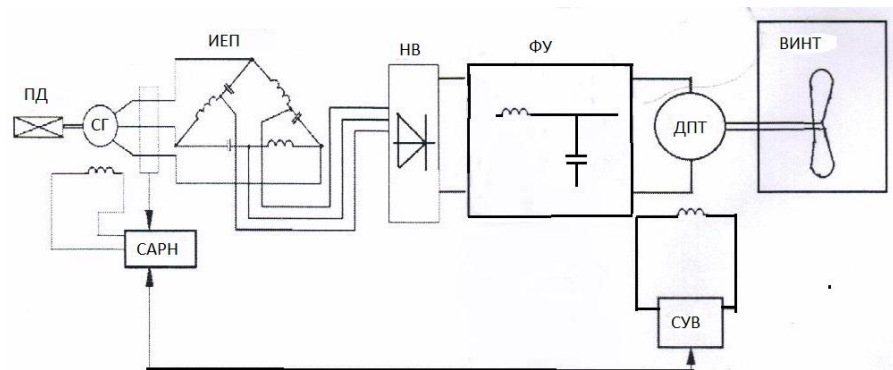 ИЕП
НВ
ФУ
ВИНТ
ПД
СГ
ДПТ
САРН
СУВ